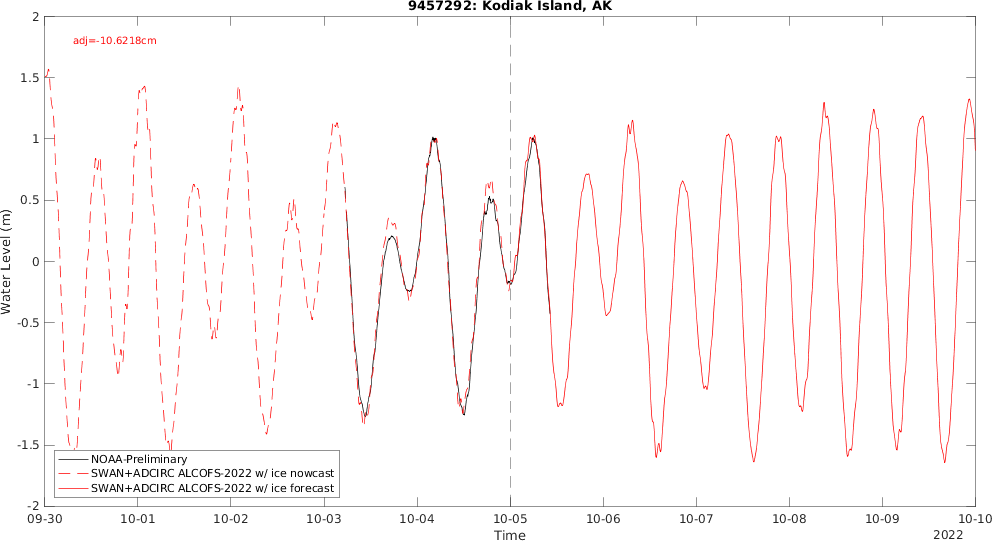 9457292: Kodiak Island, AK
adj=-10.6218cm
Water Level (m)
2
1.5
1
0.5
0
-0.5
-1
-1.5
-2
NOAA-Preliminary
SWAN+ADCIRC ALCOFS-2022 w/ ice nowcast
SWAN+ADCIRC ALCOFS-2022 w/ ice forecast
09-30 10-01 10-02 10-03 10-04 10-05 10-06 10-07 10-08 10-09 10-10
Time
2022